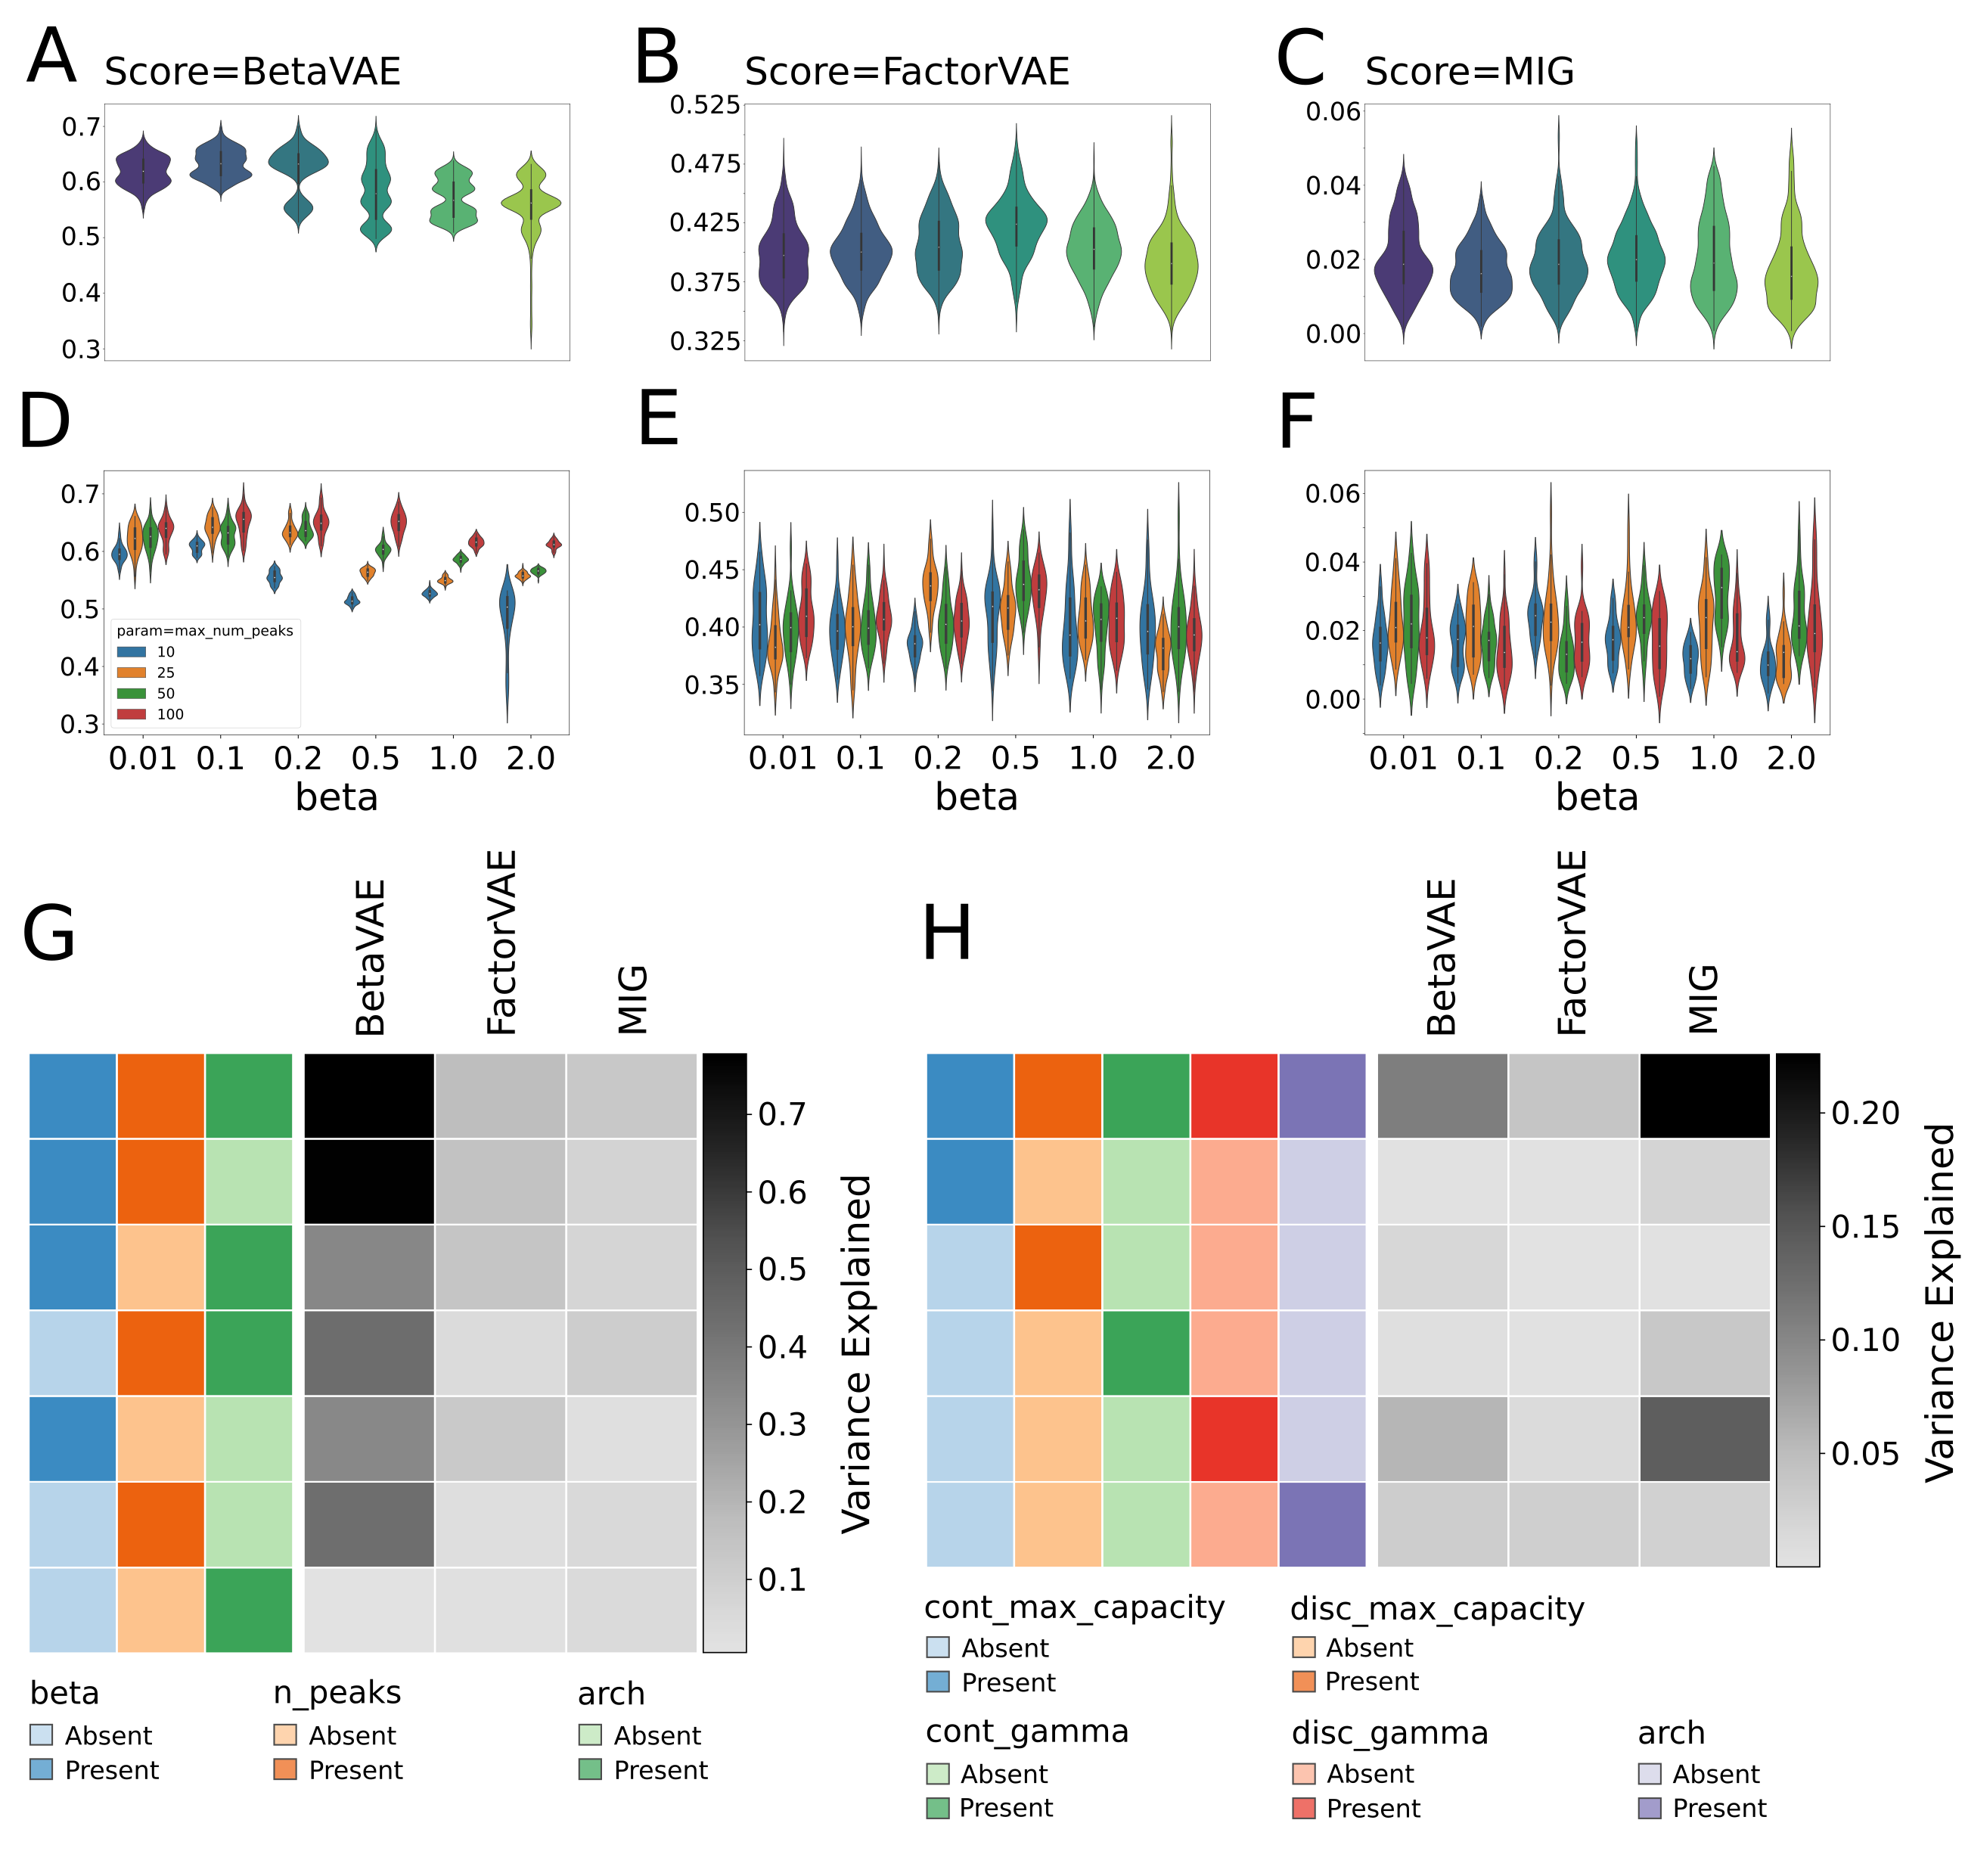 A
B
C
Score=BetaVAE
Score=FactorVAE
Score=MIG
0.7
0.6
0.5
0.4
0.3
0.525
0.475
0.425
0.375
0.325
0.06
0.04
0.02
0.00
D
E
F
0.7
0.6
0.5
0.4
0.3
param=max_num_peaks
10
25
50
100
0.01 0.1 0.2 0.5 1.0 2.0
beta
0.50
0.45
0.40
0.35
0.01 0.1 0.2 0.5 1.0 2.0
beta
0.06
0.04
0.02
0.00
0.01 0.1 0.2 0.5 1.0 2.0
beta
G
BetaVAE
FactorVAE
MIG
0.7
0.6
0.5
0.4
0.3
0.2
0.1
Variance Explained
beta
Absent
Present
n_peaks
Absent
Present
arch
Absent
Present
H
BetaVAE
FactorVAE
MIG
0.20
0.15
0.10
0.05
Variance Explained
cont_max_capacity
Absent
Present
disc_max_capacity
Absent
Present
cont_gamma
Absent
Present
disc_gamma
Absent
Present
arch
Absent
Present